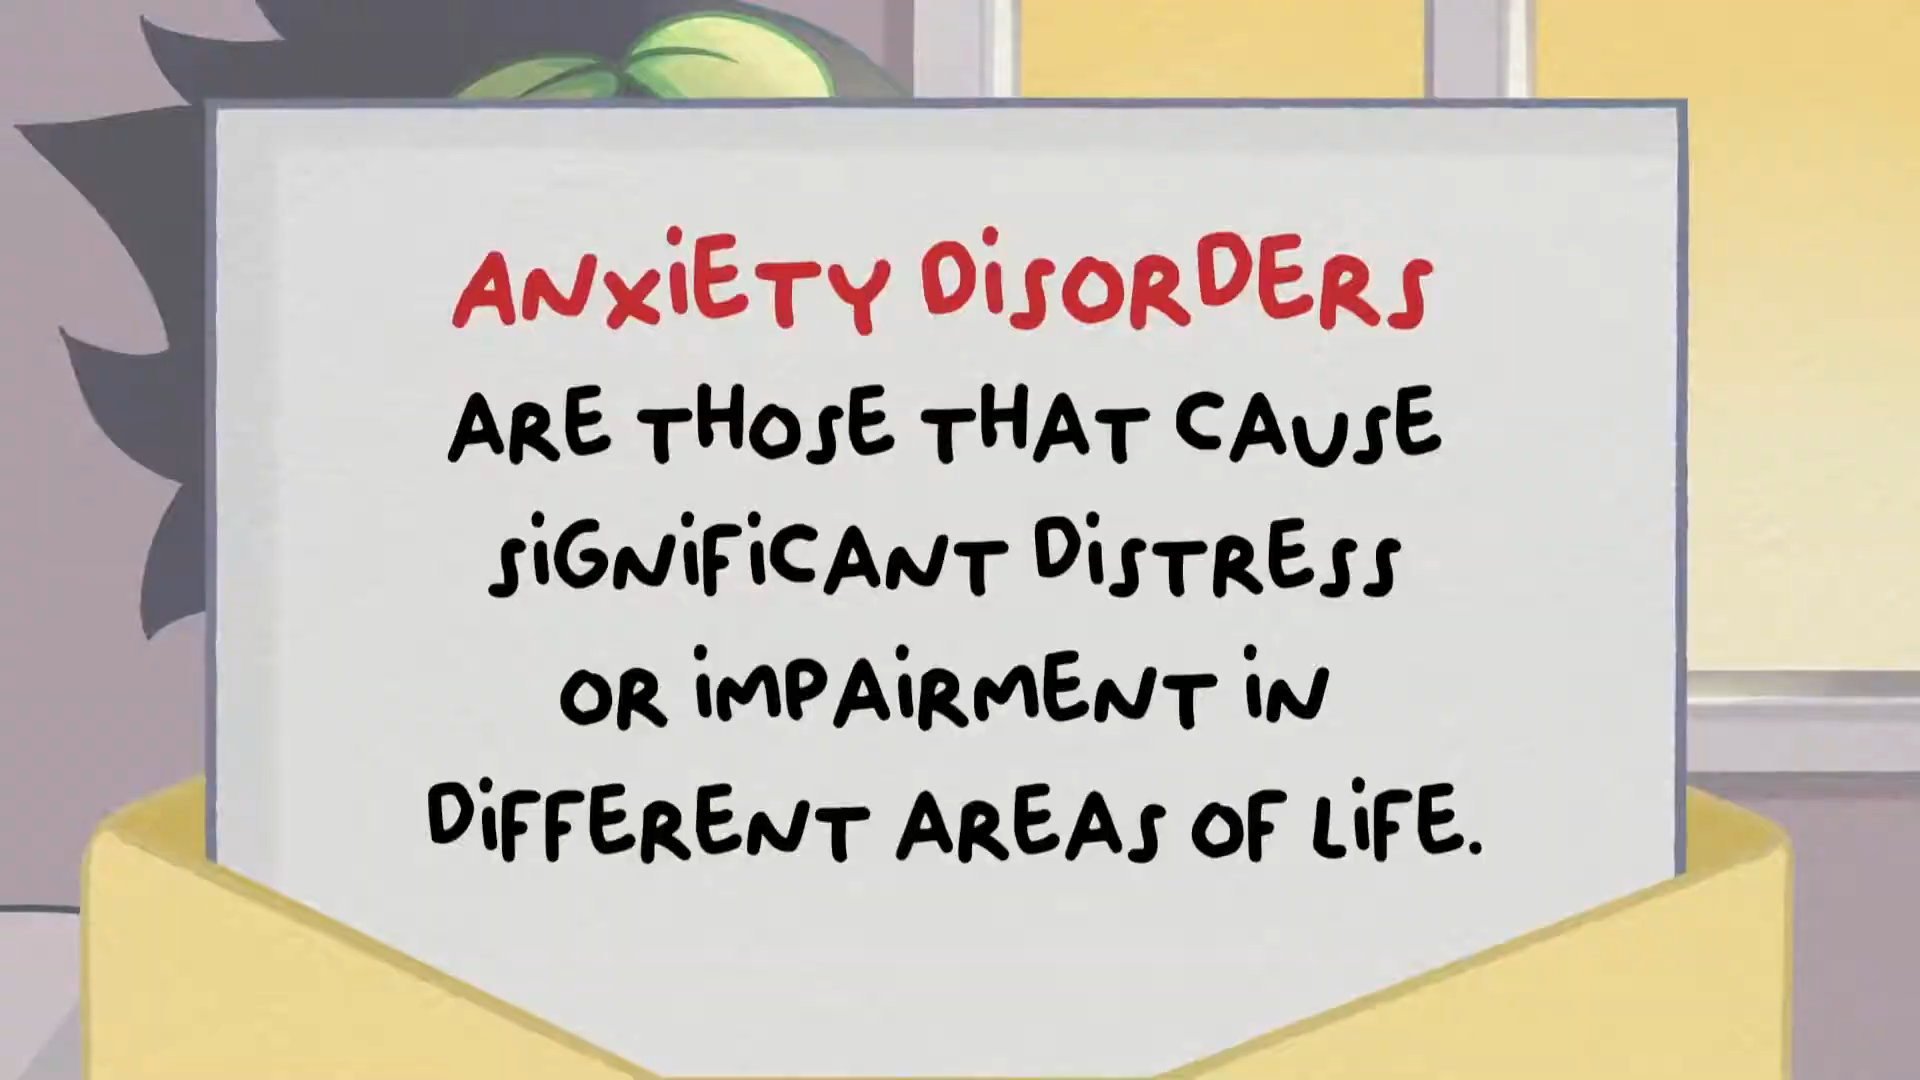 ANXiETY DiSORDERS
ARE THOSE THAT CAUSE
SiGNiFiCANT DiSTRESS
OR iMPAiRMENT iN
DiFFERENT AREAS OF LiFE.